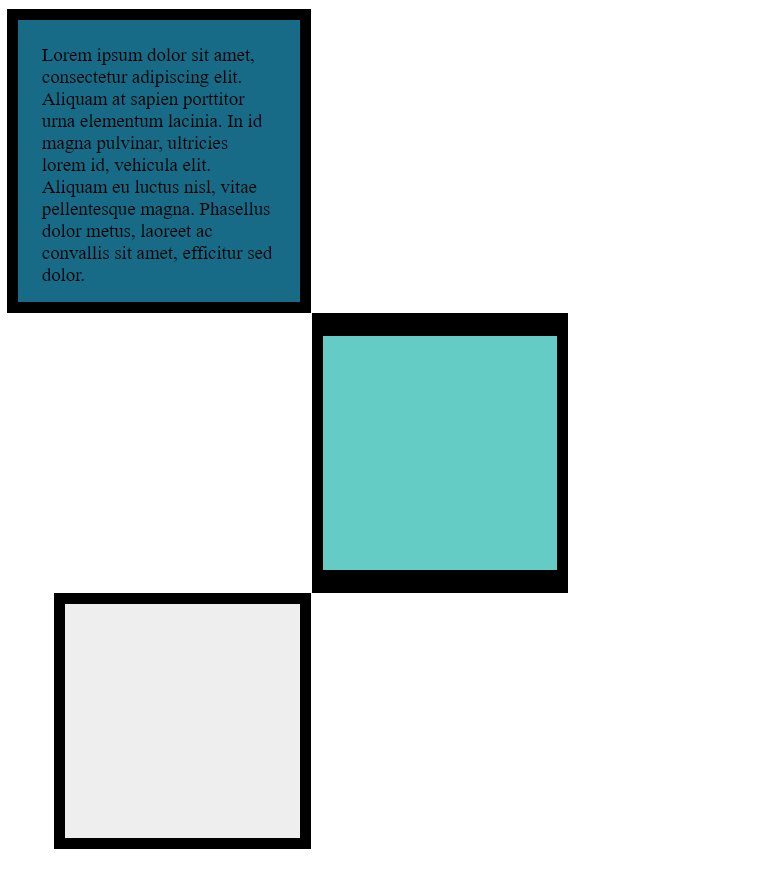 Lorem ipsum dolor sit amet,
consectetur adipiscing elit.
Aliquam at sapien porttitor
urna elementum lacinia. In id
magna pulvinar, ultricies
lorem id, vehicula elit.
Aliquam eu luctus nisl, vitae
pellentesque magna. Phasellus
dolor metus, laoreet ac
convallis sit amet, efficitur sed
dolor.